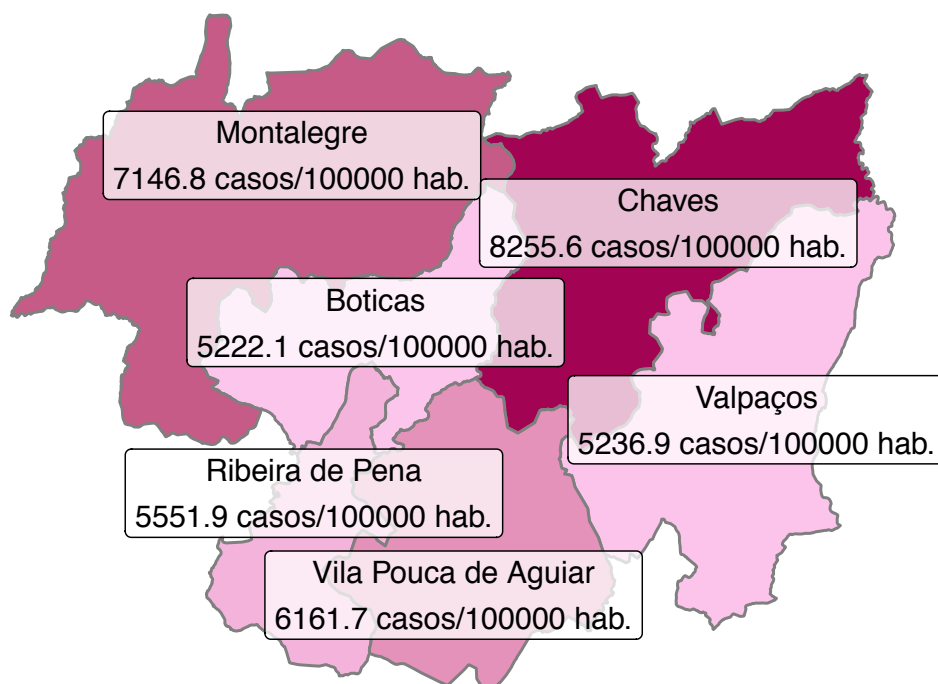 Montalegre
7146.8 casos/100000 hab.
Chaves
8255.6 casos/100000 hab.
Boticas
5222.1 casos/100000 hab.
Valpaços
5236.9 casos/100000 hab.
Ribeira de Pena
5551.9 casos/100000 hab.
Vila Pouca de Aguiar
6161.7 casos/100000 hab.